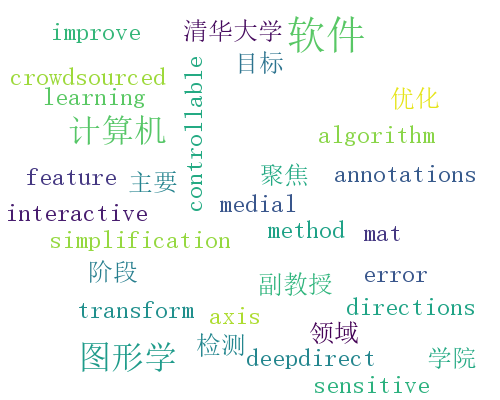 improve
清华大学
软件
目标
crowdsourced
controllable
learning
优化
计算机
algorithm
feature
主要
聚焦
annotations
interactive
medial
simplification
method
mat
阶段
副教授
error
transform
axis
directions
领域
图形学
检测
deepdirect
学院
sensitive